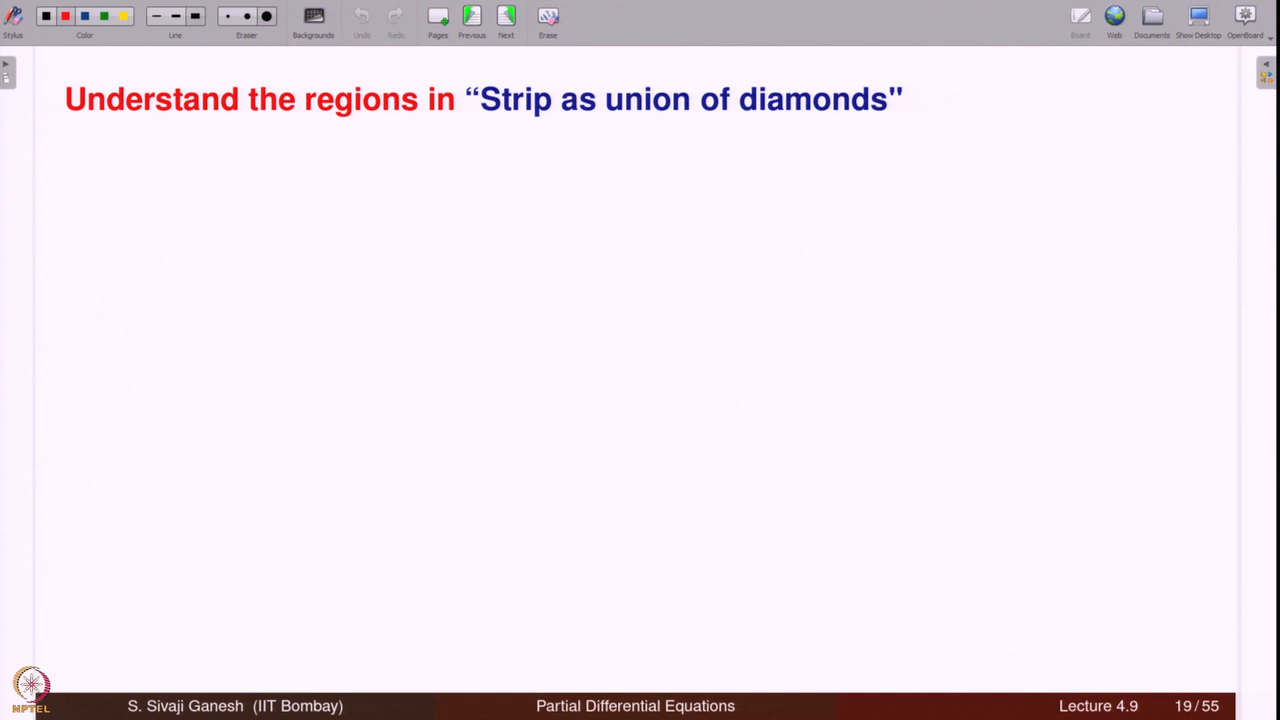 Stylus
Color
Line
Eraser
Backgrounds
Undo
Redo
Pages
Previous
Next
Erase
Board
Web
Documents
Show Desktop
OpenBoard
Understand the regions in “Strip as union of diamonds"
NPTEL
S. Sivaji Ganesh (IIT Bombay)
Partial Differential Equations
Lecture 4.9
19/55